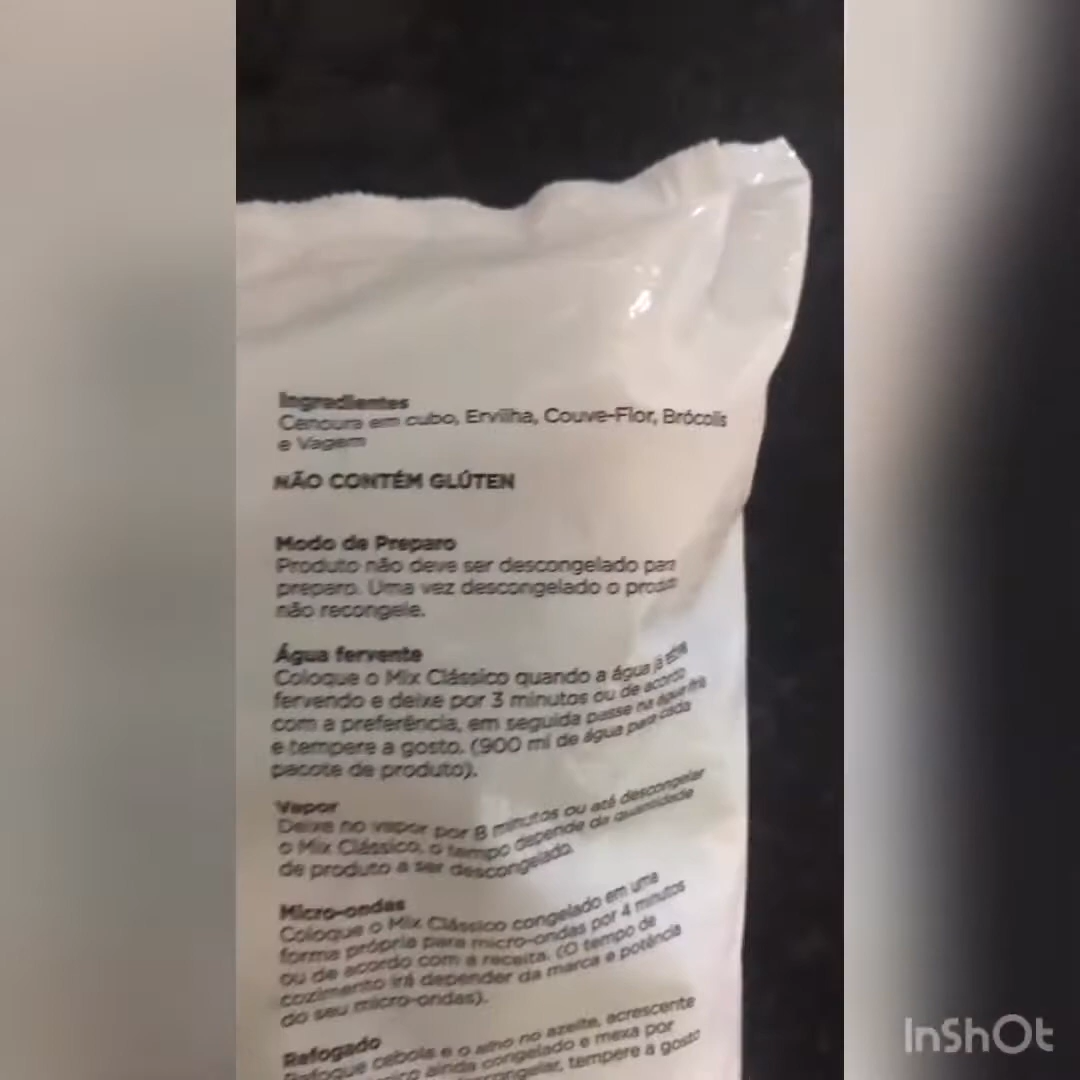 Ingredientes
Cenoura em cubo, Ervilha, Couve-Flor, Brócolis
e Vagem
NÃO CONTÉM GLÚTEN
Modo de Preparo
Produto não deve ser descongelado para
preparo. Uma vez descongelado o produto
não recongele.
Água fervente
Coloque o Mix Clássico quando a água já estiver
fervendo e deixe por 3 minutos ou de acordo
com a preferência, em seguida passe na água fria
e tempere a gosto. (900 ml de água para cada
pacote de produto).
Vapor
Deixe no vapor por 8 minutos ou até descongelar
o Mix Clássico, o tempo depende da quantidade
de produto a ser descongelado.
Micro-ondas
Coloque o Mix Clássico congelado em uma
forma própria para micro-ondas por 4 minutos
ou de acordo com a receita. (O tempo de
cozimento irá depender da marca e potência
do seu micro-ondas).
Refogado
Refogue cebola e o alho no azeite, acrescente
ainda congelado e mexa por
tempere a gosto
InShOt